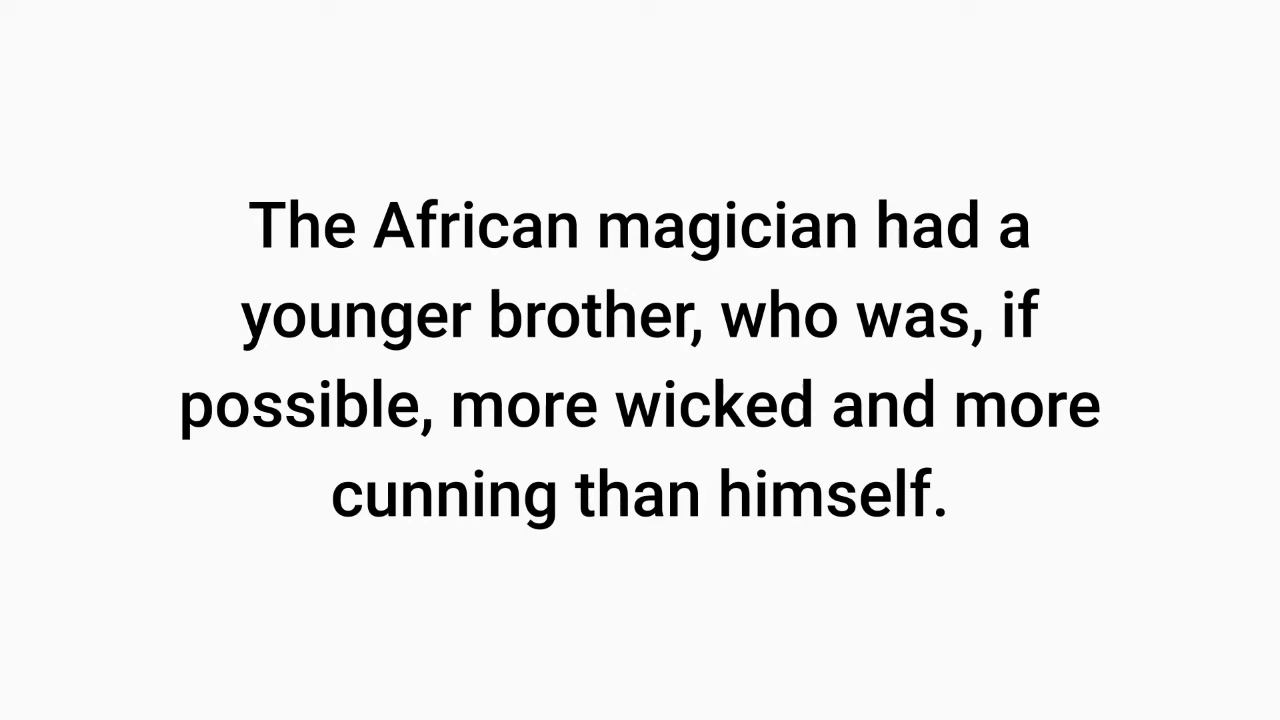 The African magician had a
younger brother, who was, if
possible, more wicked and more
cunning than himself.